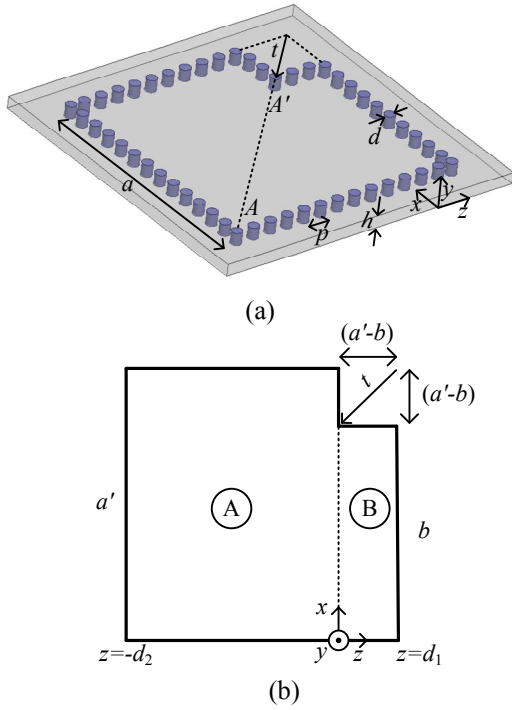 t
A'
d
a
A
p
h
x
y
z
(a)
(a'-b)
t
(a'-b)
A
B
a'
b
x
y
z
z=-d₂
z=d₁
(b)